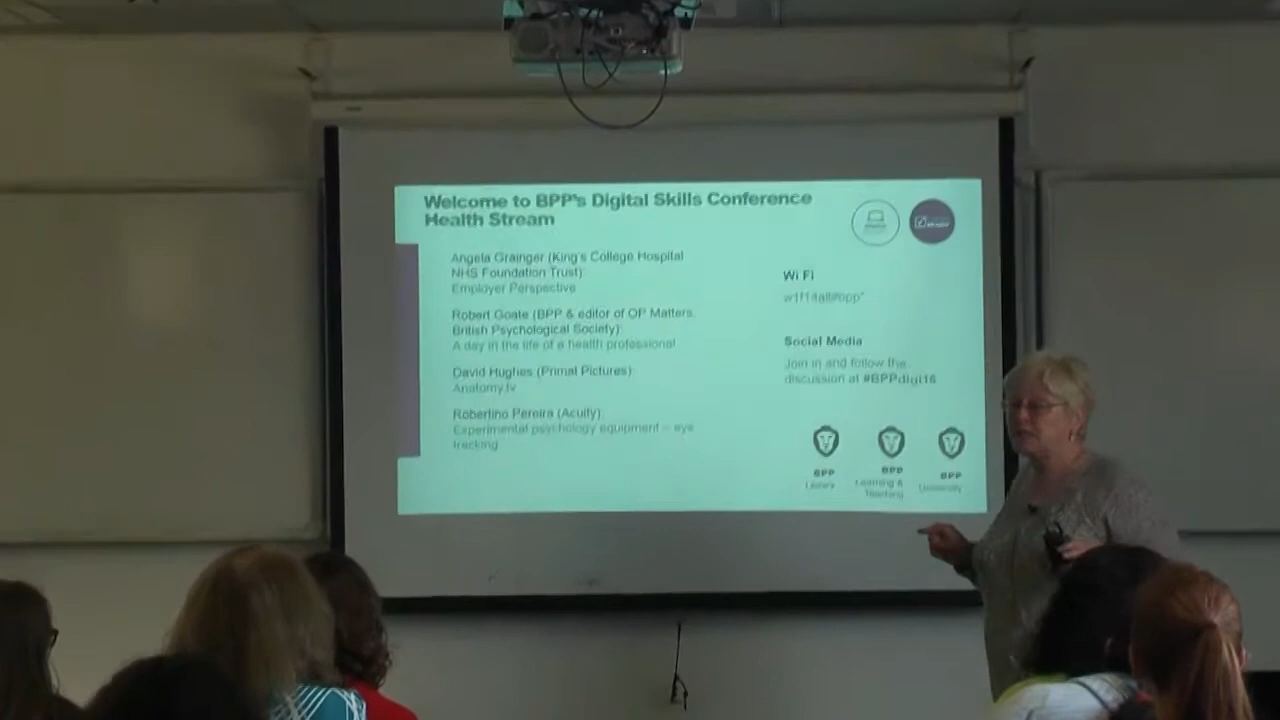 Welcome to BPP's Digital Skills Conference
Health Stream
Angela Grainger (King's College Hospital
NHS Foundation Trust)
Employer Perspective
Robert Goate (BPP & editor of OP Matters,
British Psychological Society)
A day in the life of a health professional
David Hughes (Primal Pictures)
Anatomy.tv
Robertino Pereira (Acuity)
Experimental psychology equipment – eye
tracking
Wi Fi
Social Media
Join in and follow the
discussion at #BPPdigi16
BPP
Library
BPP
Learning &
Teaching
BPP
University